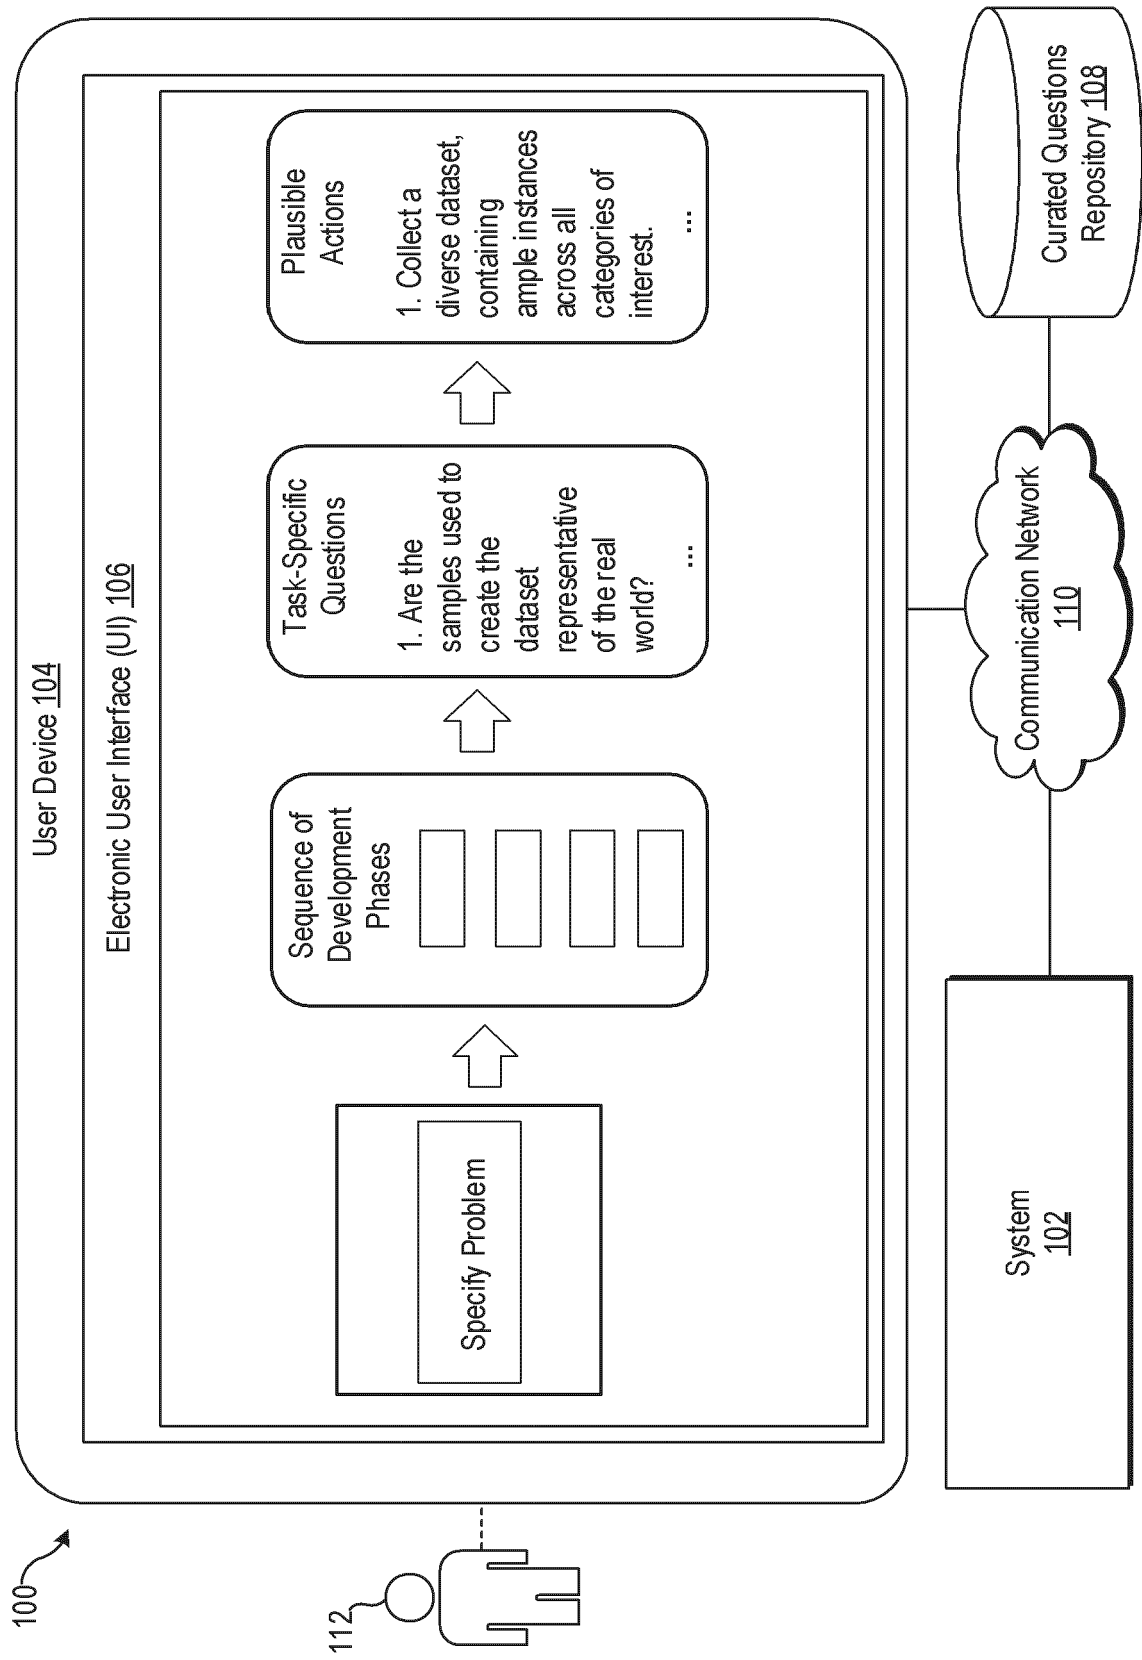 100
112
User Device 104
Electronic User Interface (UI) 106
Specify Problem
Sequence of
Development
Phases
Task-Specific
Questions
1. Are the
samples used to
create the
dataset
representative
of the real
world?
...
Plausible
Actions
1. Collect a
diverse dataset,
containing
ample instances
across all
categories of
interest.
...
System
102
Communication Network
110
Curated Questions
Repository 108